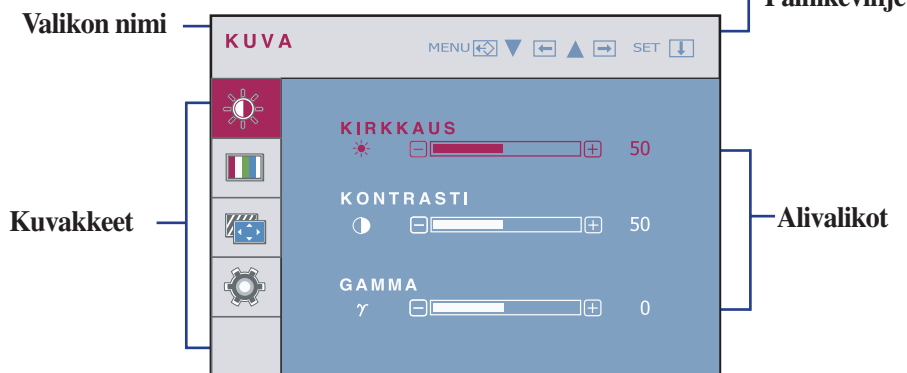 Valikon nimi
KUVA
MENU SET
KIRKKAUS
50
KONTRASTI
50
GAMMA
γ 0
Kuvakkeet
Alivalikot